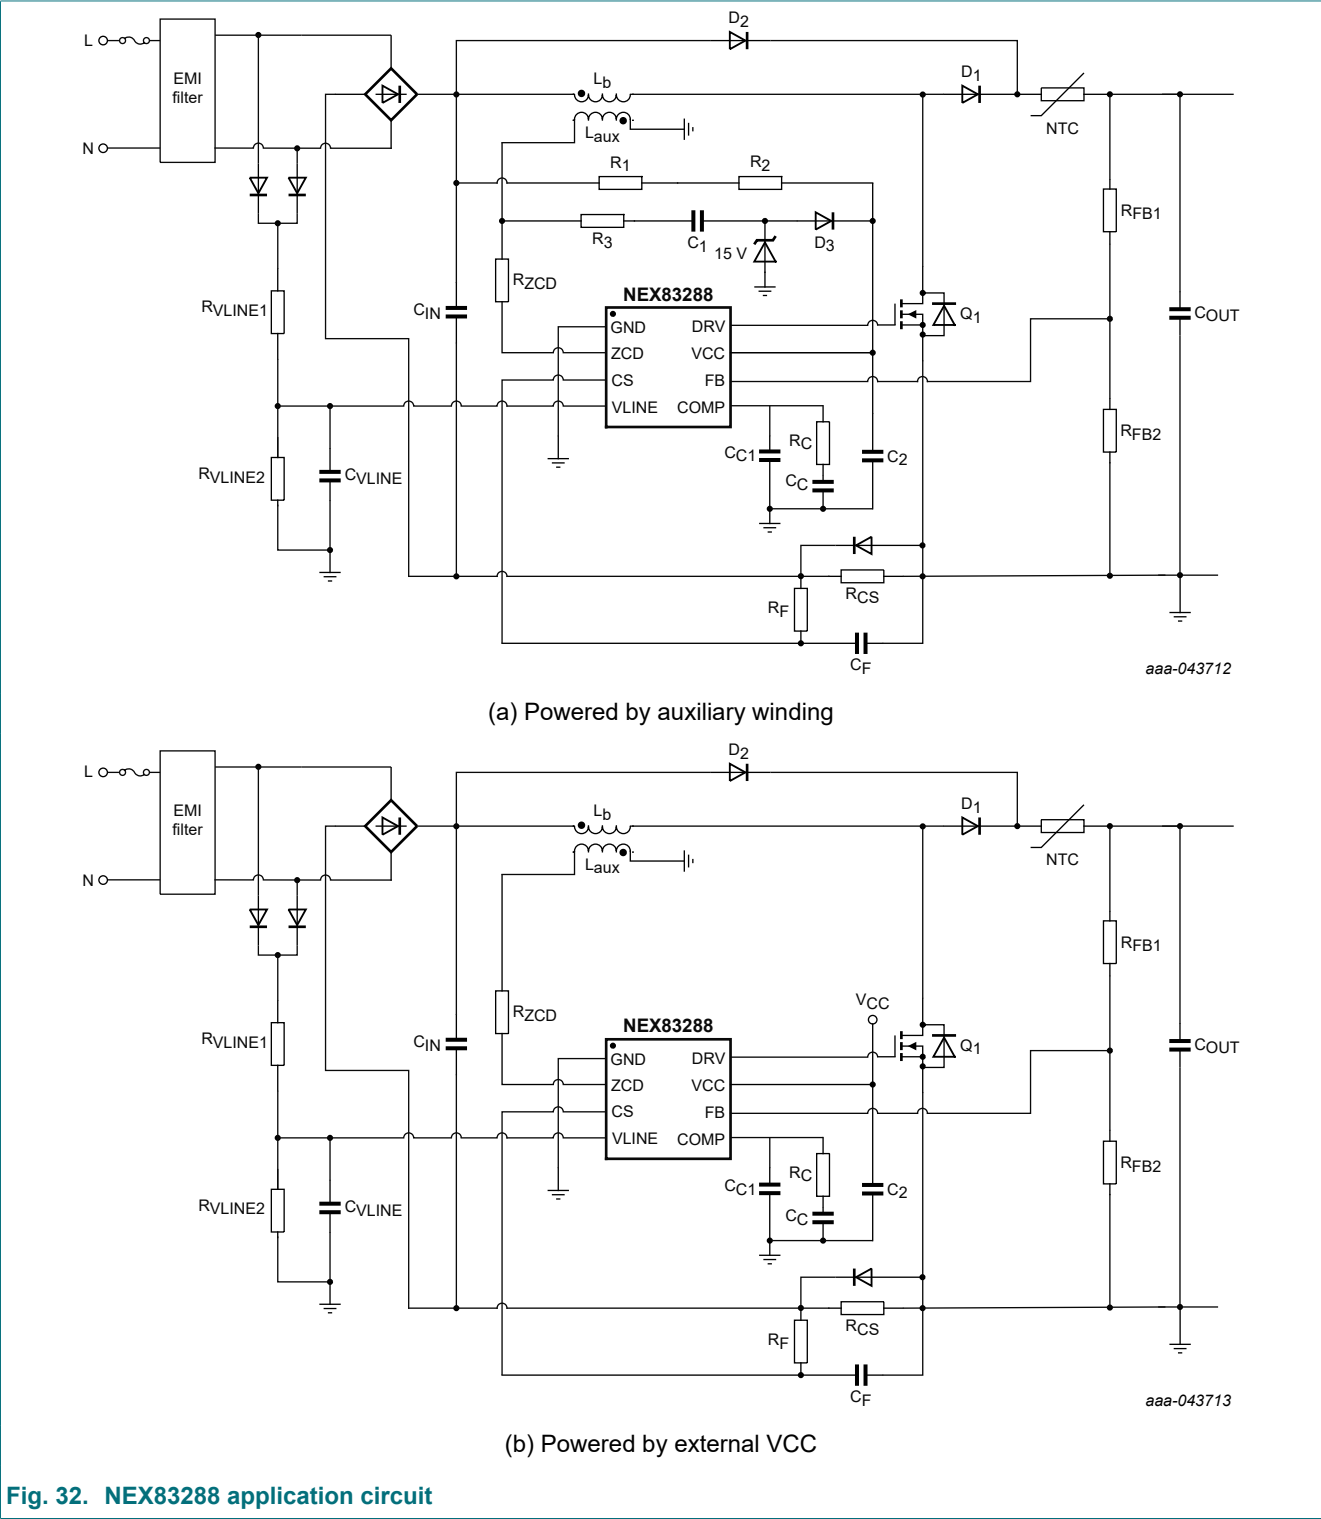 D2
L
EMI
filter
Lb
D1
NTC
N
Laux
R1
R2
RFB1
R3
C1
15 V
D3
RZCD
NEX83288
RVLINE1
CIN
GND
DRV
Q1
COUT
ZCD
VCC
CS
FB
VLINE
COMP
RFB2
RC
CC1
C2
RVLINE2
CVLINE
CC
RCS
RF
CF
aaa-043712
(a) Powered by auxiliary winding
D2
L
EMI
filter
Lb
D1
NTC
N
Laux
RFB1
VCC
RZCD
NEX83288
RVLINE1
CIN
GND
DRV
Q1
COUT
ZCD
VCC
CS
FB
VLINE
COMP
RFB2
RC
CC1
C2
RVLINE2
CVLINE
CC
RCS
RF
CF
aaa-043713
(b) Powered by external VCC
Fig. 32. NEX83288 application circuit